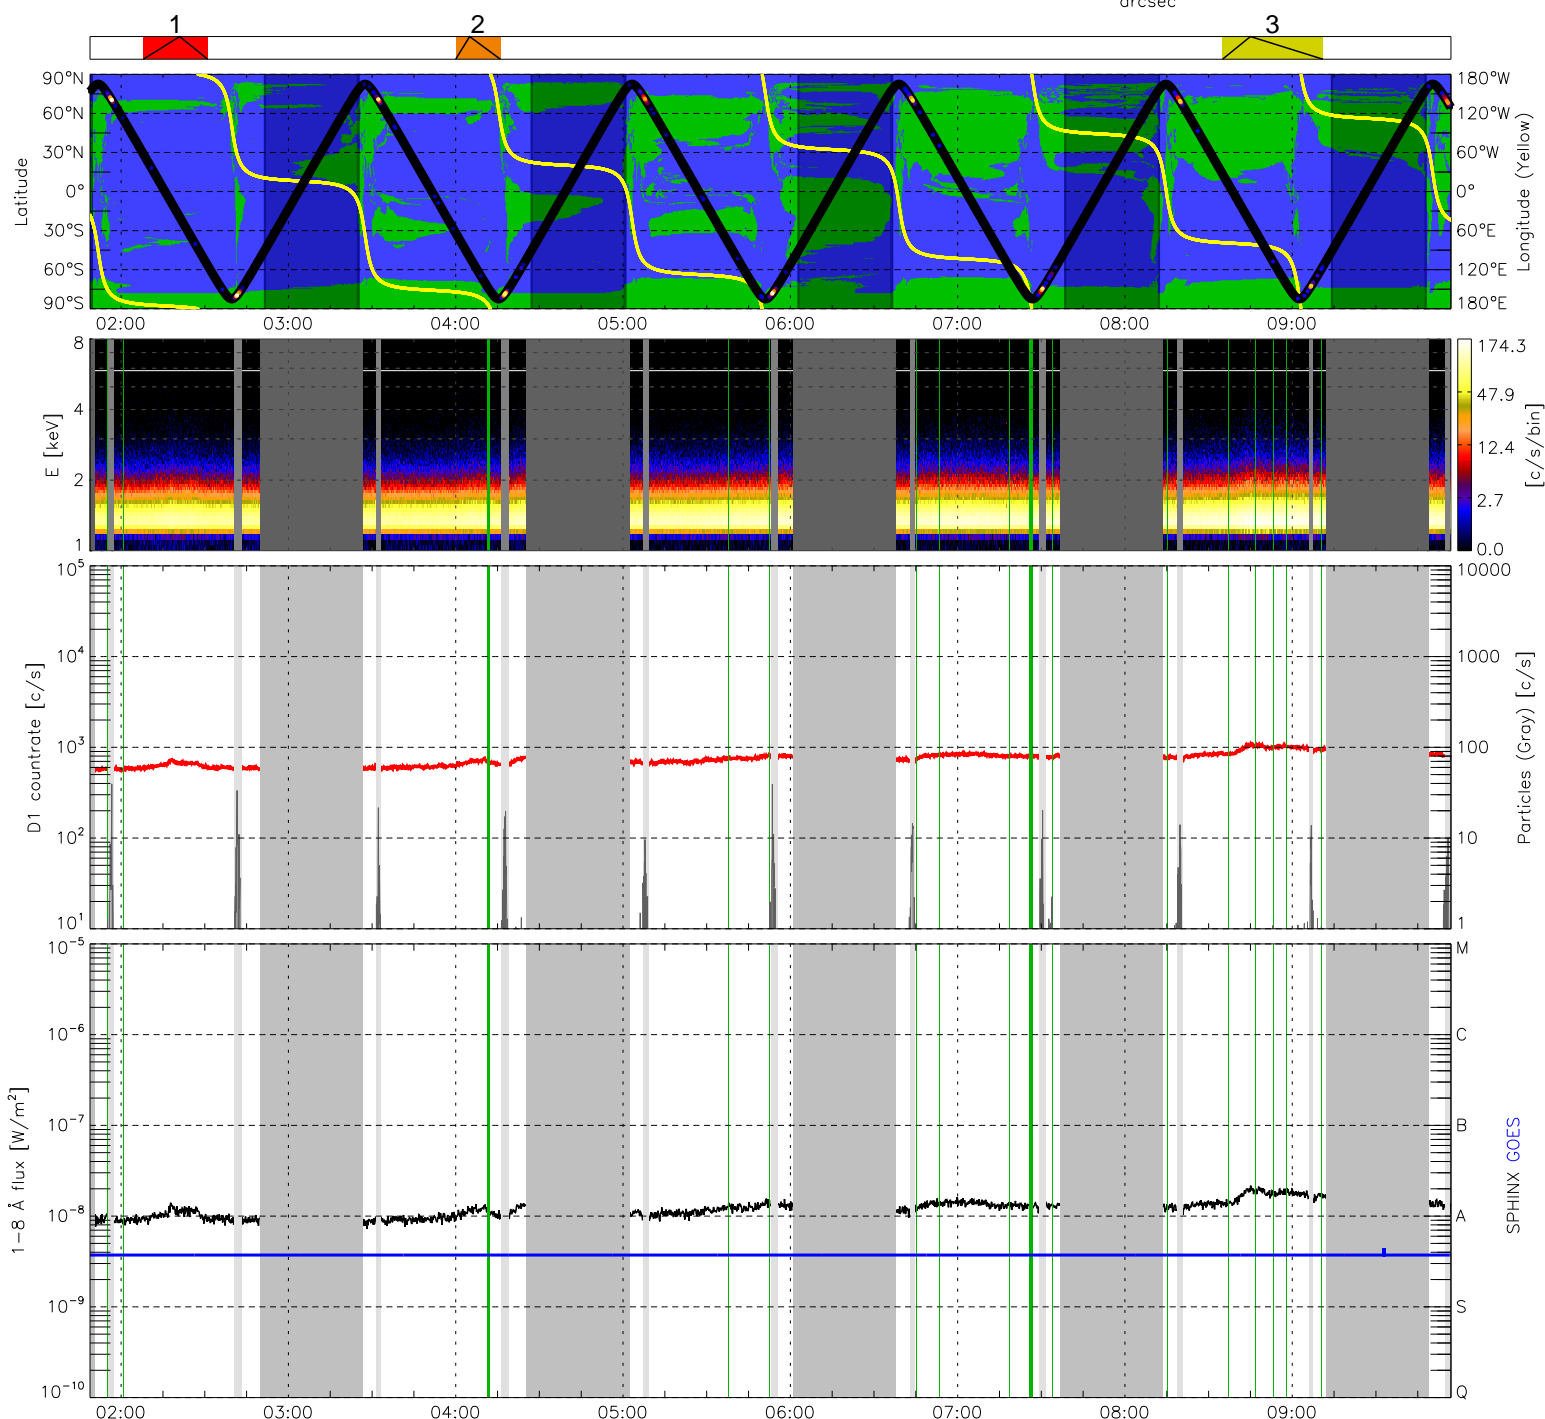 arcsec
1 2 3
90°N 180°W
60°N 120°W
30°N 60°W
0° 0°
30°S 60°E
60°S 120°E
90°S 180°E
Latitude
Longitude (Yellow)
02:00 03:00 04:00 05:00 06:00 07:00 08:00 09:00
8 174.3
4 47.9
12.4
2 2.7
1 0.0
E [keV]
[c/s/bin]
10^5 10000
10^4 1000
10^3 100
10^2 10
10^1 1
D1 countrate [c/s]
Particles (Gray) [c/s]
10^-5 M
10^-6 C
10^-7 B
10^-8 A
10^-9 S
10^-10 Q
1-8 Å flux [W/m^2]
SPHINX GOES
02:00 03:00 04:00 05:00 06:00 07:00 08:00 09:00